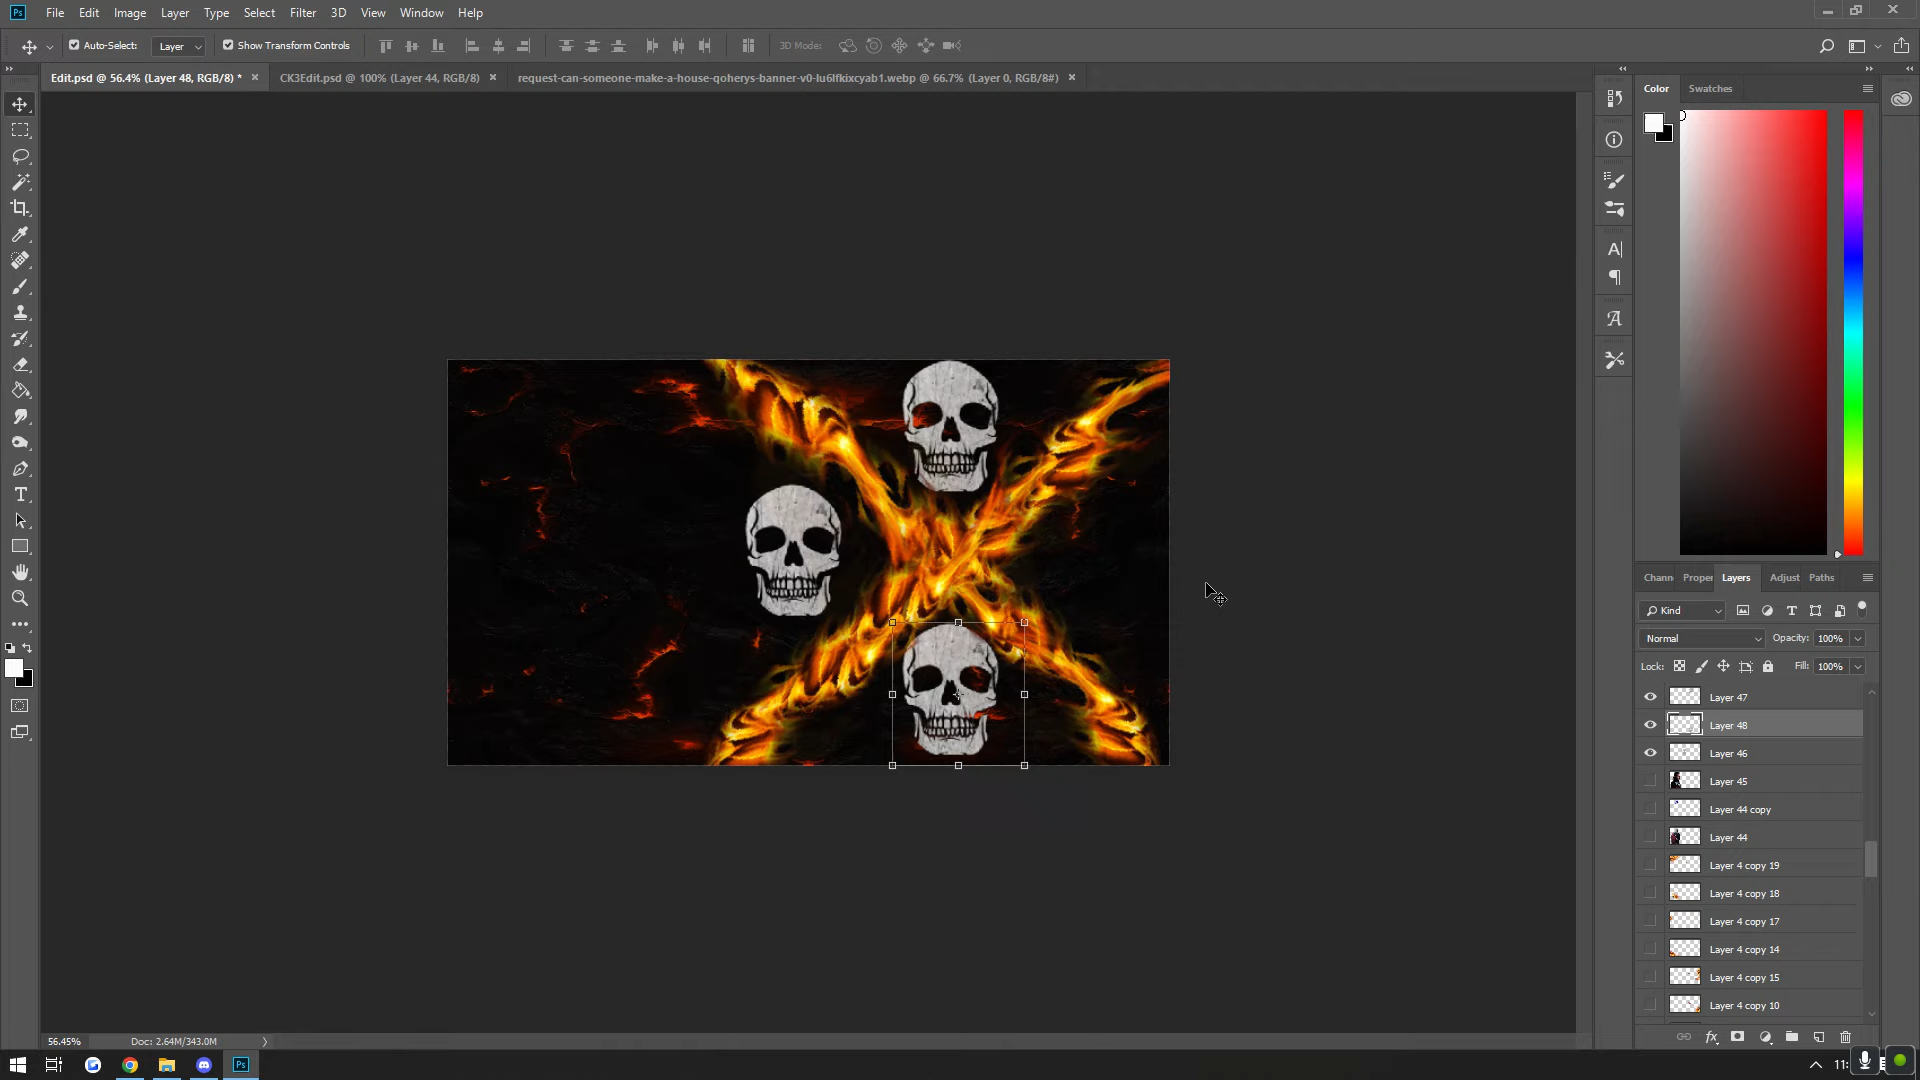 Ps File Edit Image Layer Type Select Filter 3D View Window Help
Auto-Select: Layer Show Transform Controls 3D Mode:
Edit.psd @ 56.4% (Layer 48, RGB/8) * × CK3Edit.psd @ 100% (Layer 44, RGB/8) × request-can-someone-make-a-house-qoherys-banner-v0-lu6lfkixcyab1.webp @ 66.7% (Layer 0, RGB/8#) ×
Color Swatches
Chann Proper Layers Adjust Paths
Kind
Normal Opacity: 100%
Lock: Fill: 100%
Layer 47
Layer 48
Layer 46
Layer 45
Layer 44 copy
Layer 44
Layer 4 copy 19
Layer 4 copy 18
Layer 4 copy 17
Layer 4 copy 14
Layer 4 copy 15
Layer 4 copy 10
fx
56.45% Doc: 2.64M/343.0M
Ps 11: